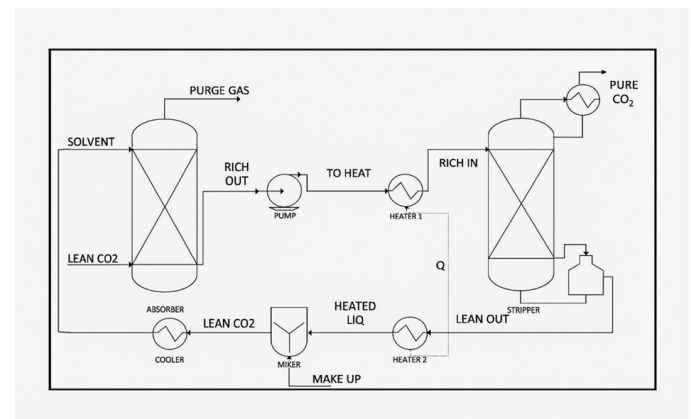 PURGE GAS
PURE
CO2
SOLVENT
RICH
OUT
TO HEAT
RICH IN
PUMP
HEATER 1
LEAN CO2
Q
ABSORBER
STRIPPER
LEAN CO2
HEATED
LIQ
LEAN OUT
COOLER
MIKER
HEATER 2
MAKE UP